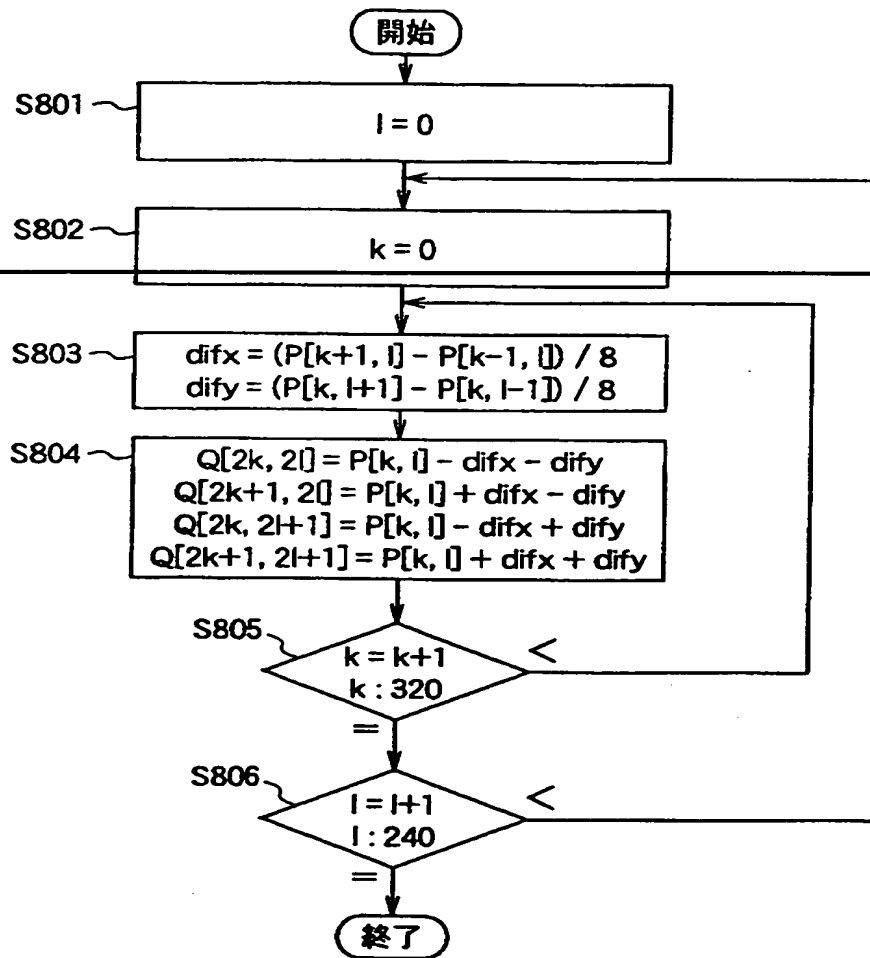 開始
S801
l = 0
S802
k = 0
S803
difx = (P[k+1, l] - P[k-1, l]) / 8
dify = (P[k, l+1] - P[k, l-1]) / 8
S804
Q[2k, 2l] = P[k, l] - difx - dify
Q[2k+1, 2l] = P[k, l] + difx - dify
Q[2k, 2l+1] = P[k, l] - difx + dify
Q[2k+1, 2l+1] = P[k, l] + difx + dify
S805
k = k+1
k : 320
<
=
S806
l = l+1
l : 240
<
=
終了